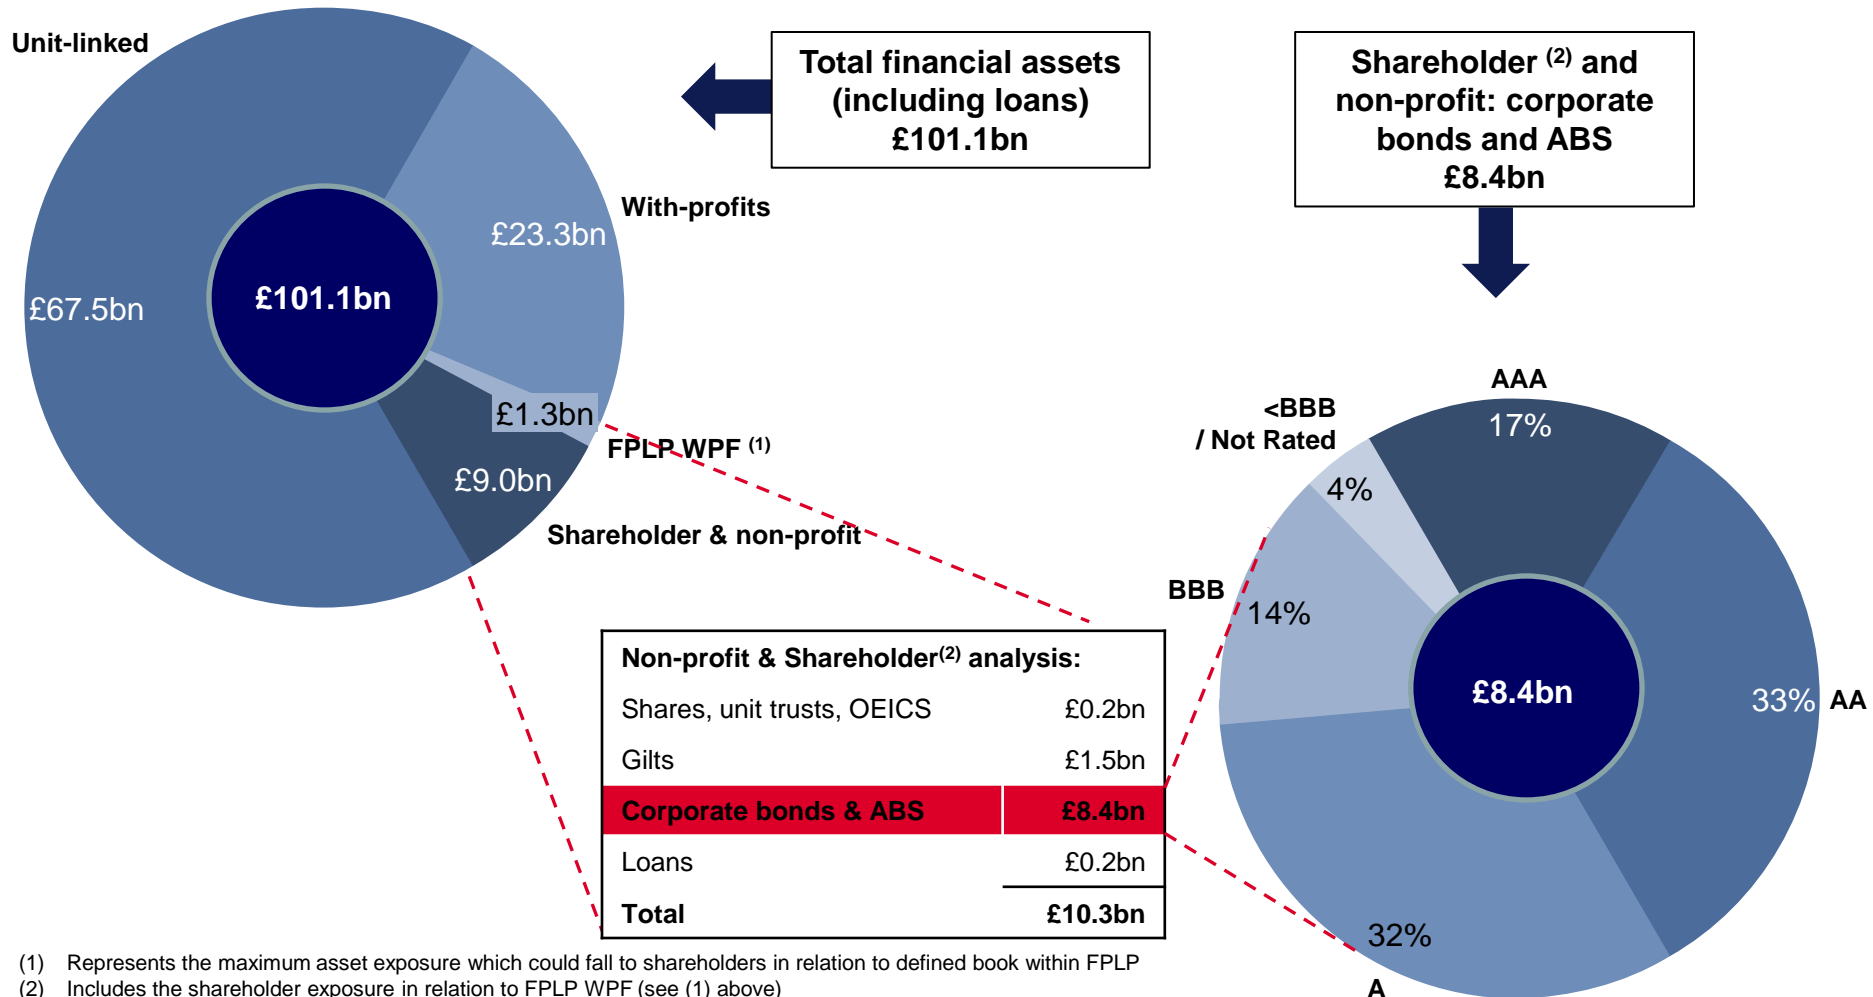 Unit-linked
£67.5bn
£101.1bn
£23.3bn
With-profits
£1.3bn
FPLP WPF (1)
£9.0bn
Shareholder & non-profit
Total financial assets
(including loans)
£101.1bn
Shareholder (2) and
non-profit: corporate
bonds and ABS
£8.4bn
AAA
17%
<BBB
/ Not Rated
4%
BBB
14%
£8.4bn
33% AA
32%
A
Non-profit & Shareholder(2) analysis:
Shares, unit trusts, OEICS £0.2bn
Gilts £1.5bn
Corporate bonds & ABS £8.4bn
Loans £0.2bn
Total £10.3bn
(1) Represents the maximum asset exposure which could fall to shareholders in relation to defined book within FPLP
(2) Includes the shareholder exposure in relation to FPLP WPF (see (1) above)